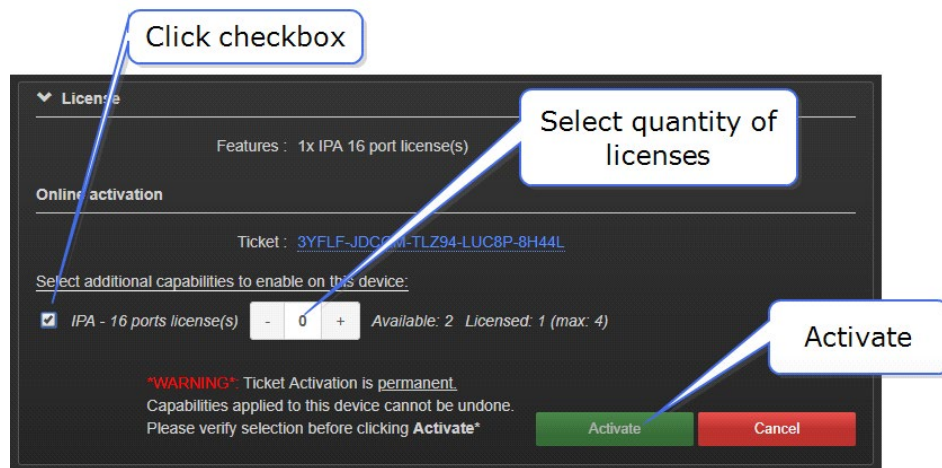 Click checkbox
License
Select quantity of
licenses
Features : 1x IPA 16 port license(s)
Online activation
Ticket : 3YFLF-JDCGM-TLZ94-LUC8P-8H44L
Select additional capabilities to enable on this device:
IPA - 16 ports license(s) - 0 + Available: 2 Licensed: 1 (max: 4)
Activate
*WARNING*: Ticket Activation is permanent.
Capabilities applied to this device cannot be undone.
Please verify selection before clicking Activate*
Activate
Cancel